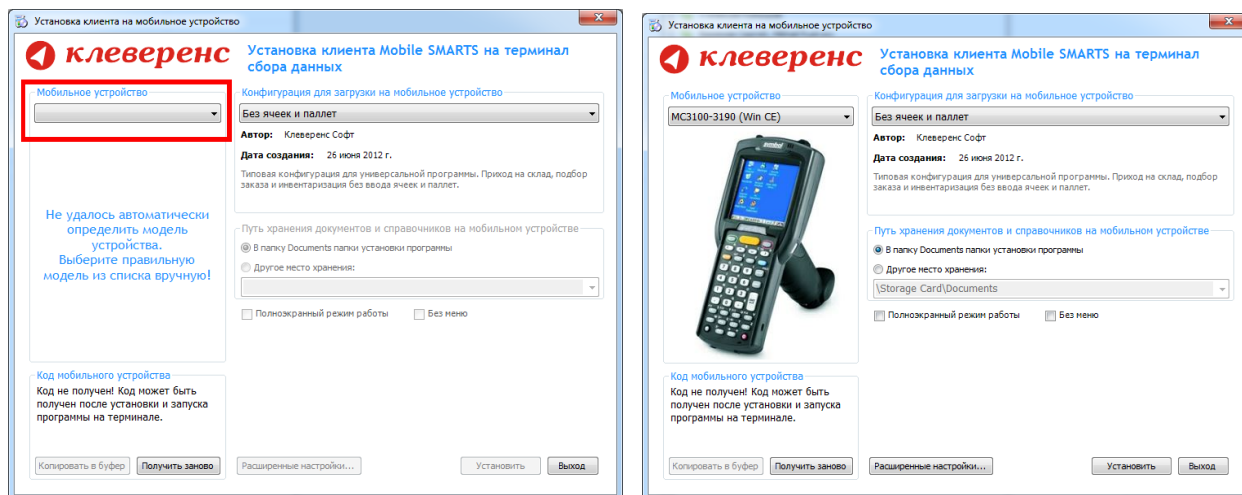 Установка клиента на мобильное устройство
клеверенс
Установка клиента Mobile SMARTS на терминал
сбора данных
Мобильное устройство
Конфигурация для загрузки на мобильное устройство
Без ячеек и паллет
Автор: Клеверенс Софт
Дата создания: 26 июня 2012 г.
Типовая конфигурация для универсальной программы. Приход на склад, подбор
заказа и инвентаризация без ввода ячеек и паллет.
Не удалось автоматически
определить модель
устройства.
Выберите правильную
модель из списка вручную!
Путь хранения документов и справочников на мобильном устройстве
В папку Documents папки установки программы
Другое место хранения:
Полноэкранный режим работы
Без меню
Код мобильного устройства
Код не получен! Код может быть
получен после установки и запуска
программы на терминале.
Копировать в буфер
Получить заново
Расширенные настройки...
Установить
Выход
Установка клиента на мобильное устройство
клеверенс
Установка клиента Mobile SMARTS на терминал
сбора данных
Мобильное устройство
MC3100-3190 (Win CE)
Конфигурация для загрузки на мобильное устройство
Без ячеек и паллет
Автор: Клеверенс Софт
Дата создания: 26 июня 2012 г.
Типовая конфигурация для универсальной программы. Приход на склад, подбор
заказа и инвентаризация без ввода ячеек и паллет.
symbol
Путь хранения документов и справочников на мобильном устройстве
В папку Documents папки установки программы
Другое место хранения:
\Storage Card\Documents
Полноэкранный режим работы
Без меню
Код мобильного устройства
Код не получен! Код может быть
получен после установки и запуска
программы на терминале.
Копировать в буфер
Получить заново
Расширенные настройки...
Установить
Выход